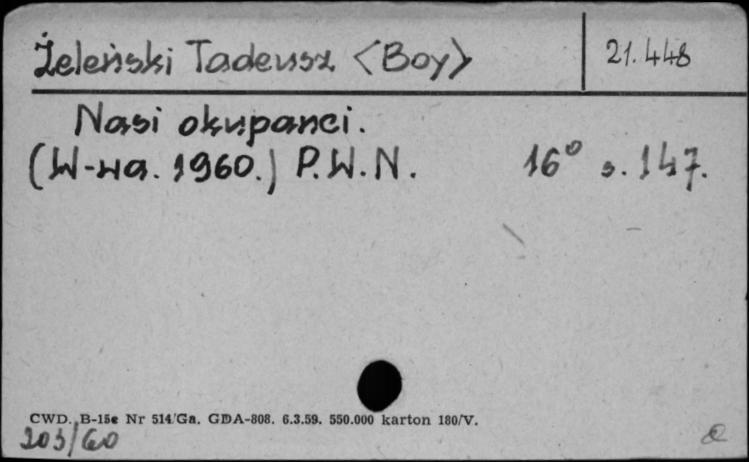 Żeleński Tadeusz <Boy> 21.448
Nasi okupanci.
(W-wa. 1960.) P.W.N. 16° s. 147.
CWD. B-15e Nr 514/Ga. GDA-808. 6.3.59. 550.000 karton 180/V.
203/60